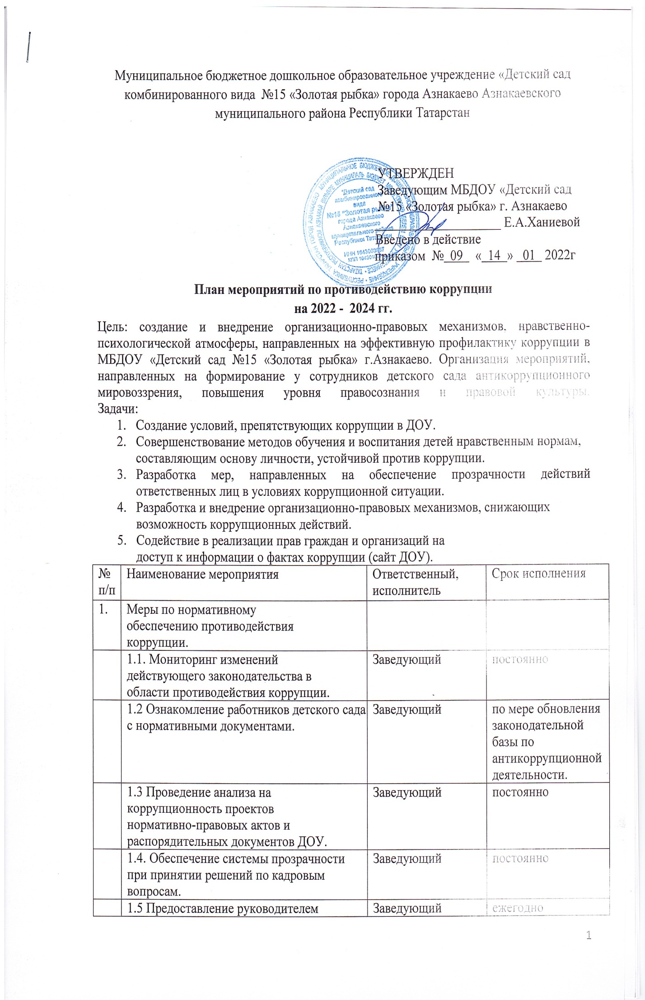 Муниципальное бюджетное дошкольное образовательное учреждение «Детский сад
комбинированного вида №15 «Золотая рыбка» города Азнакаево Азнакаевского
муниципального района Республики Татарстан
"Детский сад
комбинированного
вида
№15 "Золотая рыбка"
города Азнакаево
Азнакаевского
муниципального района
Республики Татарстан
УТВЕРЖДЕН
Заведующим МБДОУ «Детский сад
№15 «Золотая рыбка» г. Азнакаево
____________________ Е.А.Ханиевой
Введено в действие
приказом №_09_ «_14_» _01_ 2022г
План мероприятий по противодействию коррупции
на 2022 - 2024 гг.
Цель: создание и внедрение организационно-правовых механизмов, нравственно-
психологической атмосферы, направленных на эффективную профилактику коррупции в
МБДОУ «Детский сад №15 «Золотая рыбка» г.Азнакаево. Организация мероприятий,
направленных на формирование у сотрудников детского сада антикоррупционного
мировоззрения, повышения уровня правосознания и правовой культуры.
Задачи:
1. Создание условий, препятствующих коррупции в ДОУ.
2. Совершенствование методов обучения и воспитания детей нравственным нормам,
составляющим основу личности, устойчивой против коррупции.
3. Разработка мер, направленных на обеспечение прозрачности действий
ответственных лиц в условиях коррупционной ситуации.
4. Разработка и внедрение организационно-правовых механизмов, снижающих
возможность коррупционных действий.
5. Содействие в реализации прав граждан и организаций на
доступ к информации о фактах коррупции (сайт ДОУ).
№ Наименование мероприятия Ответственный, Срок исполнения
п/п исполнитель
1. Меры по нормативному
обеспечению противодействия
коррупции.
1.1. Мониторинг изменений Заведующий постоянно
действующего законодательства в
области противодействия коррупции.
1.2 Ознакомление работников детского сада Заведующий по мере обновления
с нормативными документами. законодательной
базы по
антикоррупционной
деятельности.
1.3 Проведение анализа на Заведующий постоянно
коррупционность проектов
нормативно-правовых актов и
распорядительных документов ДОУ.
1.4. Обеспечение системы прозрачности Заведующий постоянно
при принятии решений по кадровым
вопросам.
1.5 Предоставление руководителем Заведующий ежегодно
1